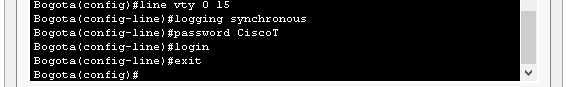 Bogota(config)#line vty 0 15
Bogota(config-line)#logging synchronous
Bogota(config-line)#password CiscoT
Bogota(config-line)#login
Bogota(config-line)#exit
Bogota(config)#